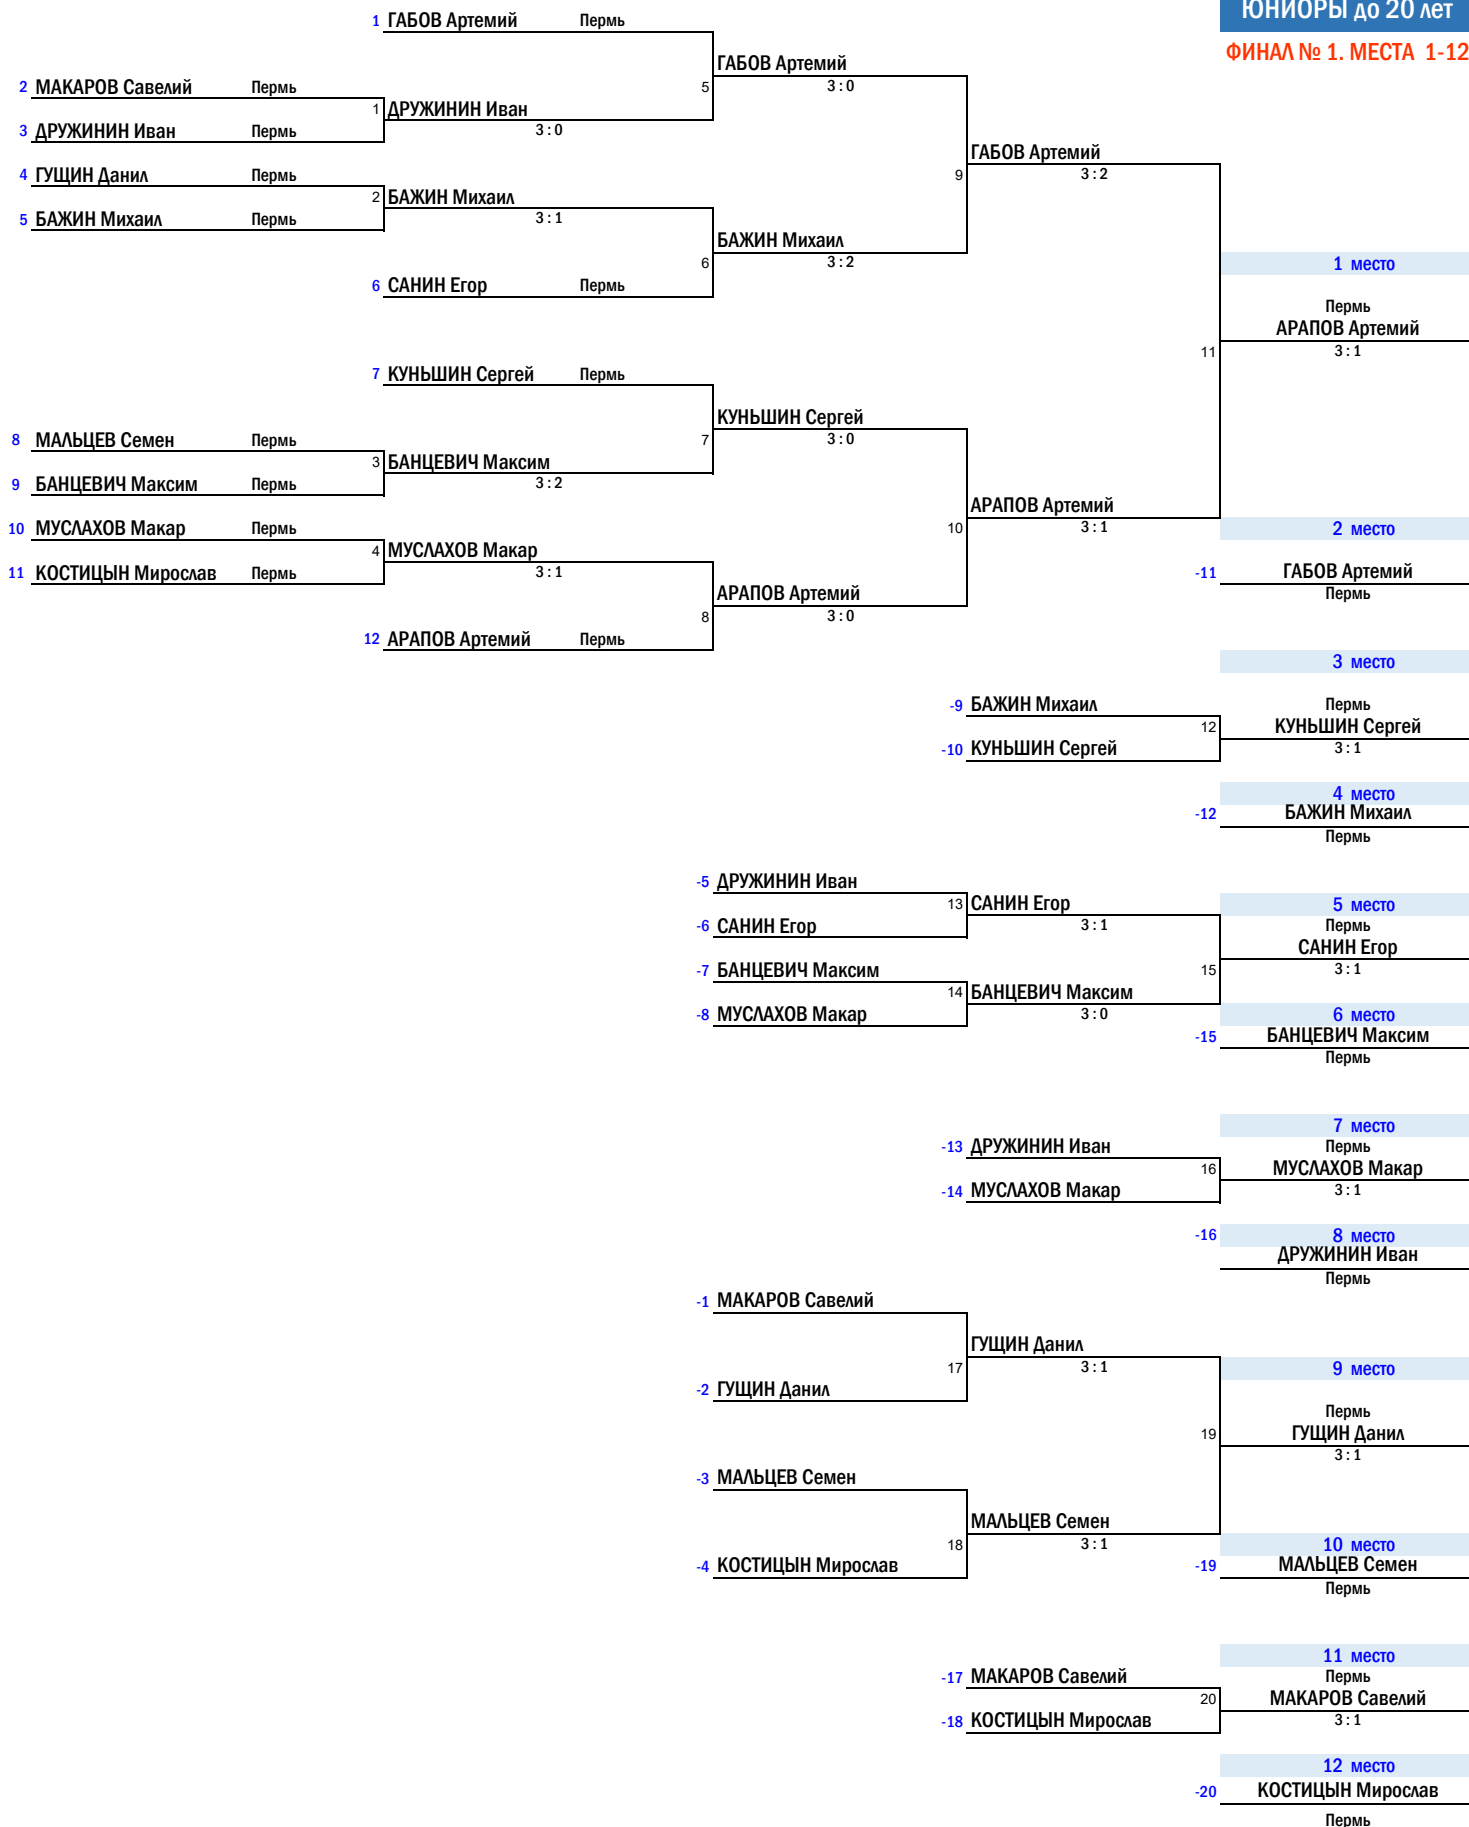 ЮНИОРЫ до 20 лет
ФИНАЛ № 1. МЕСТА 1-12
1 ГАБОВ Артемий Пермь
ГАБОВ Артемий
5 3 : 0
2 МАКАРОВ Савелий Пермь
1 ДРУЖИНИН Иван
3 : 0
3 ДРУЖИНИН Иван Пермь
ГАБОВ Артемий
9 3 : 2
4 ГУЩИН Данил Пермь
2 БАЖИН Михаил
3 : 1
5 БАЖИН Михаил Пермь
БАЖИН Михаил
6 3 : 2
6 САНИН Егор Пермь
1 место
Пермь
АРАПОВ Артемий
11 3 : 1
7 КУНЬШИН Сергей Пермь
КУНЬШИН Сергей
7 3 : 0
8 МАЛЬЦЕВ Семен Пермь
3 БАНЦЕВИЧ Максим
3 : 2
9 БАНЦЕВИЧ Максим Пермь
АРАПОВ Артемий
10 3 : 1
10 МУСЛАХОВ Макар Пермь
4 МУСЛАХОВ Макар
3 : 1
11 КОСТИЦЫН Мирослав Пермь
АРАПОВ Артемий
8 3 : 0
12 АРАПОВ Артемий Пермь
2 место
-11 ГАБОВ Артемий
Пермь
3 место
-9 БАЖИН Михаил
Пермь
12 КУНЬШИН Сергей
-10 КУНЬШИН Сергей
3 : 1
4 место
-12 БАЖИН Михаил
Пермь
-5 ДРУЖИНИН Иван
13 САНИН Егор
3 : 1
-6 САНИН Егор
5 место
Пермь
САНИН Егор
15 3 : 1
-7 БАНЦЕВИЧ Максим
14 БАНЦЕВИЧ Максим
3 : 0
-8 МУСЛАХОВ Макар
6 место
-15 БАНЦЕВИЧ Максим
Пермь
7 место
-13 ДРУЖИНИН Иван
Пермь
16 МУСЛАХОВ Макар
-14 МУСЛАХОВ Макар
3 : 1
-16 8 место
ДРУЖИНИН Иван
Пермь
-1 МАКАРОВ Савелий
ГУЩИН Данил
17 3 : 1
-2 ГУЩИН Данил
9 место
Пермь
ГУЩИН Данил
19 3 : 1
-3 МАЛЬЦЕВ Семен
МАЛЬЦЕВ Семен
18 3 : 1
-4 КОСТИЦЫН Мирослав
10 место
-19 МАЛЬЦЕВ Семен
Пермь
11 место
-17 МАКАРОВ Савелий
Пермь
20 МАКАРОВ Савелий
-18 КОСТИЦЫН Мирослав
3 : 1
12 место
-20 КОСТИЦЫН Мирослав
Пермь